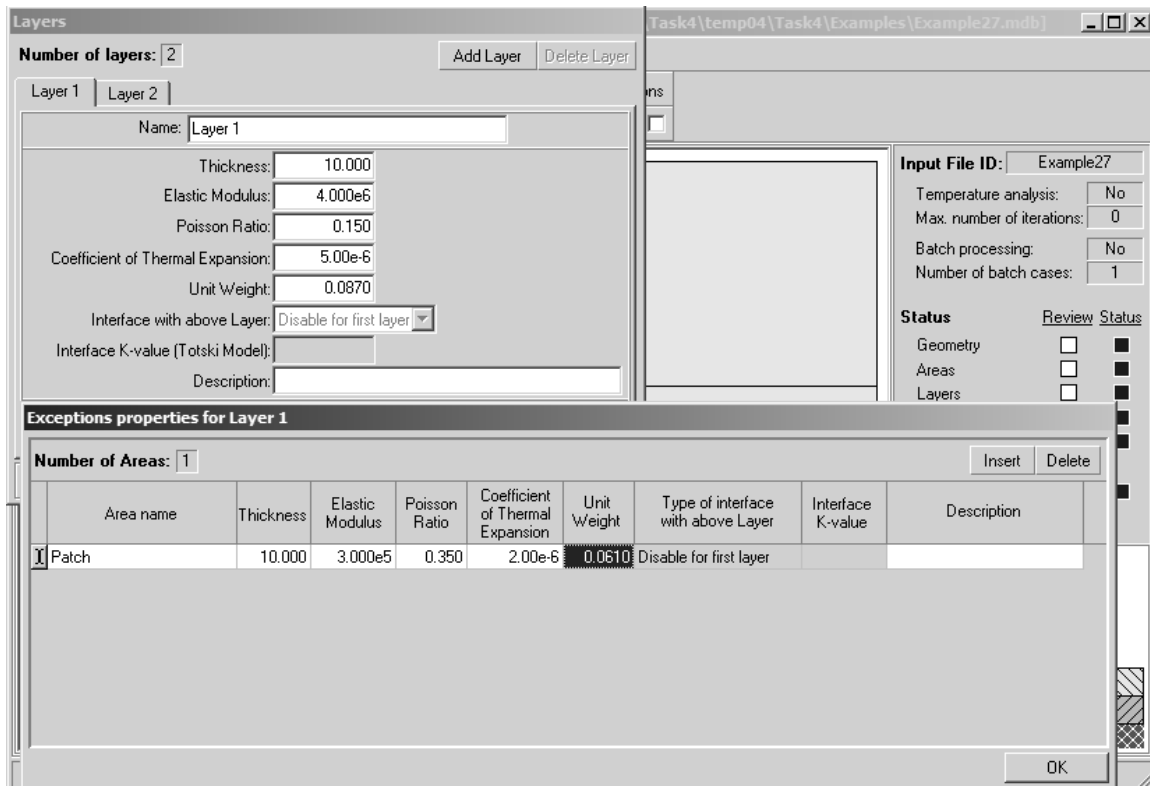 Layers
\Task4\temp04\Task4\Examples\Example27.mdb]
Number of layers: 2
Add Layer
Delete Layer
Layer 1
Layer 2
ons
Name: Layer 1
Thickness: 10.000
Elastic Modulus: 4.000e6
Poisson Ratio: 0.150
Coefficient of Thermal Expansion: 5.00e-6
Unit Weight: 0.0870
Interface with above Layer: Disable for first layer
Interface K-value (Totski Model):
Description:
Input File ID: Example27
Temperature analysis: No
Max. number of iterations: 0
Batch processing: No
Number of batch cases: 1
Status Review Status
Geometry
Areas
Layers
Exceptions properties for Layer 1
Number of Areas: 1
Insert
Delete
Area name
Thickness
Elastic
Modulus
Poisson
Ratio
Coefficient
of Thermal
Expansion
Unit
Weight
Type of interface
with above Layer
Interface
K-value
Description
Patch 10.000 3.000e5 0.350 2.00e-6 0.0610 Disable for first layer
OK